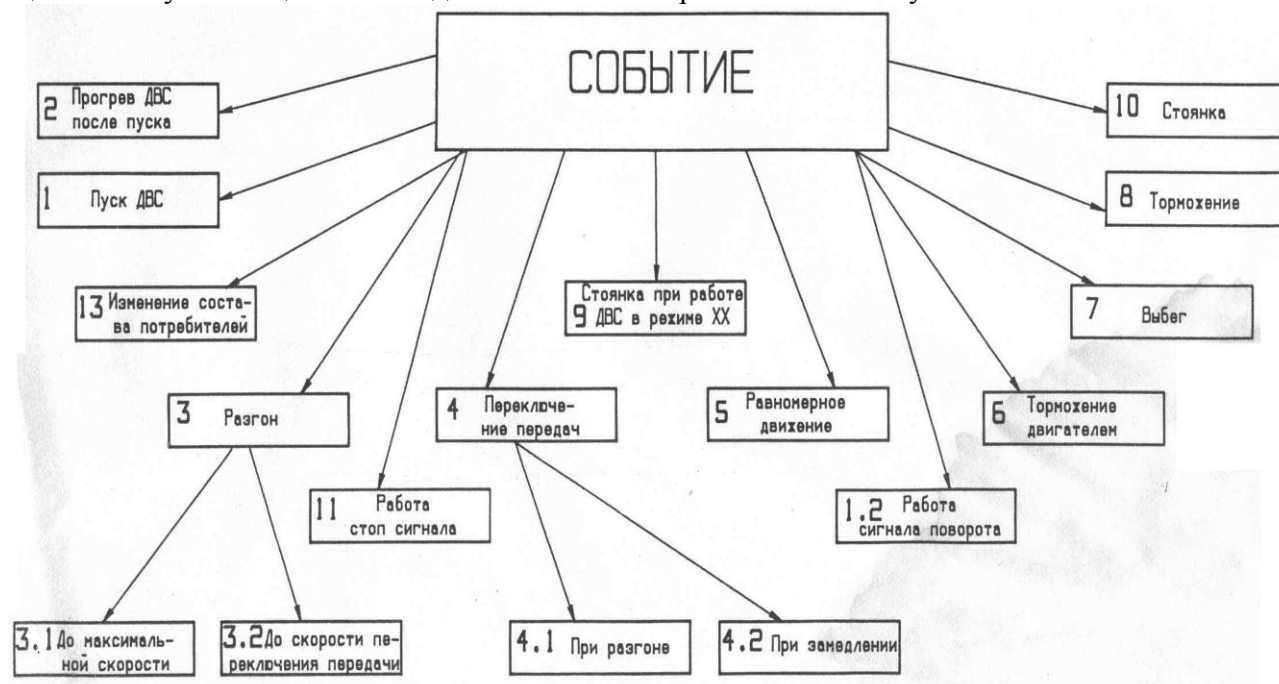 СОБЫТИЕ
2 Прогрев ДВС
после пуска
10 Стоянка
1 Пуск ДВС
8 Торможение
13 Изменение соста-
ва потребителей
9 Стоянка при работе
ДВС в режиме ХХ
7 Выбег
3 Разгон
4 Переключе-
ение передач
5 Равномерное
движение
6 Торможение
двигателем
11 Работа
стоп сигнала
1.2 Работа
сигнала поворота
3.1 До максималь-
ной скорости
3.2 До скорости пе-
реключения передачи
4.1 При разгоне
4.2 При замедлении